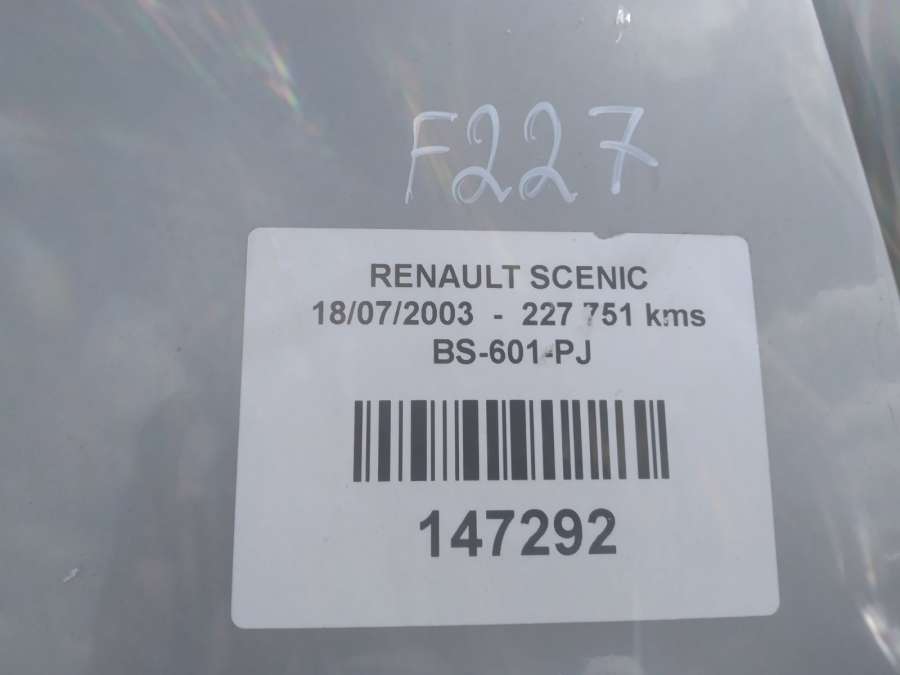 F227
RENAULT SCENIC
18/07/2003 - 227 751 kms
BS-601-PJ
147292